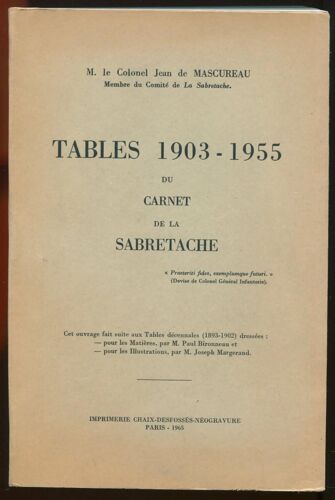 M. le Colonel Jean de MASCUREAU
Membre du Comité de La Sabretache.
TABLES 1903 - 1955
DU
CARNET
DE LA
SABRETACHE
« Præteriti fides, exemplumque futuri. »
(Devise de Colonel Général Infanterie).
Cet ouvrage fait suite aux Tables décennales (1893-1902) dressées :
— pour les Matières, par M. Paul Bironneau et
— pour les Illustrations, par M. Joseph Margerand.
IMPRIMERIE CHAIX-DESFOSSÉS-NÉOGRAVURE
PARIS - 1965